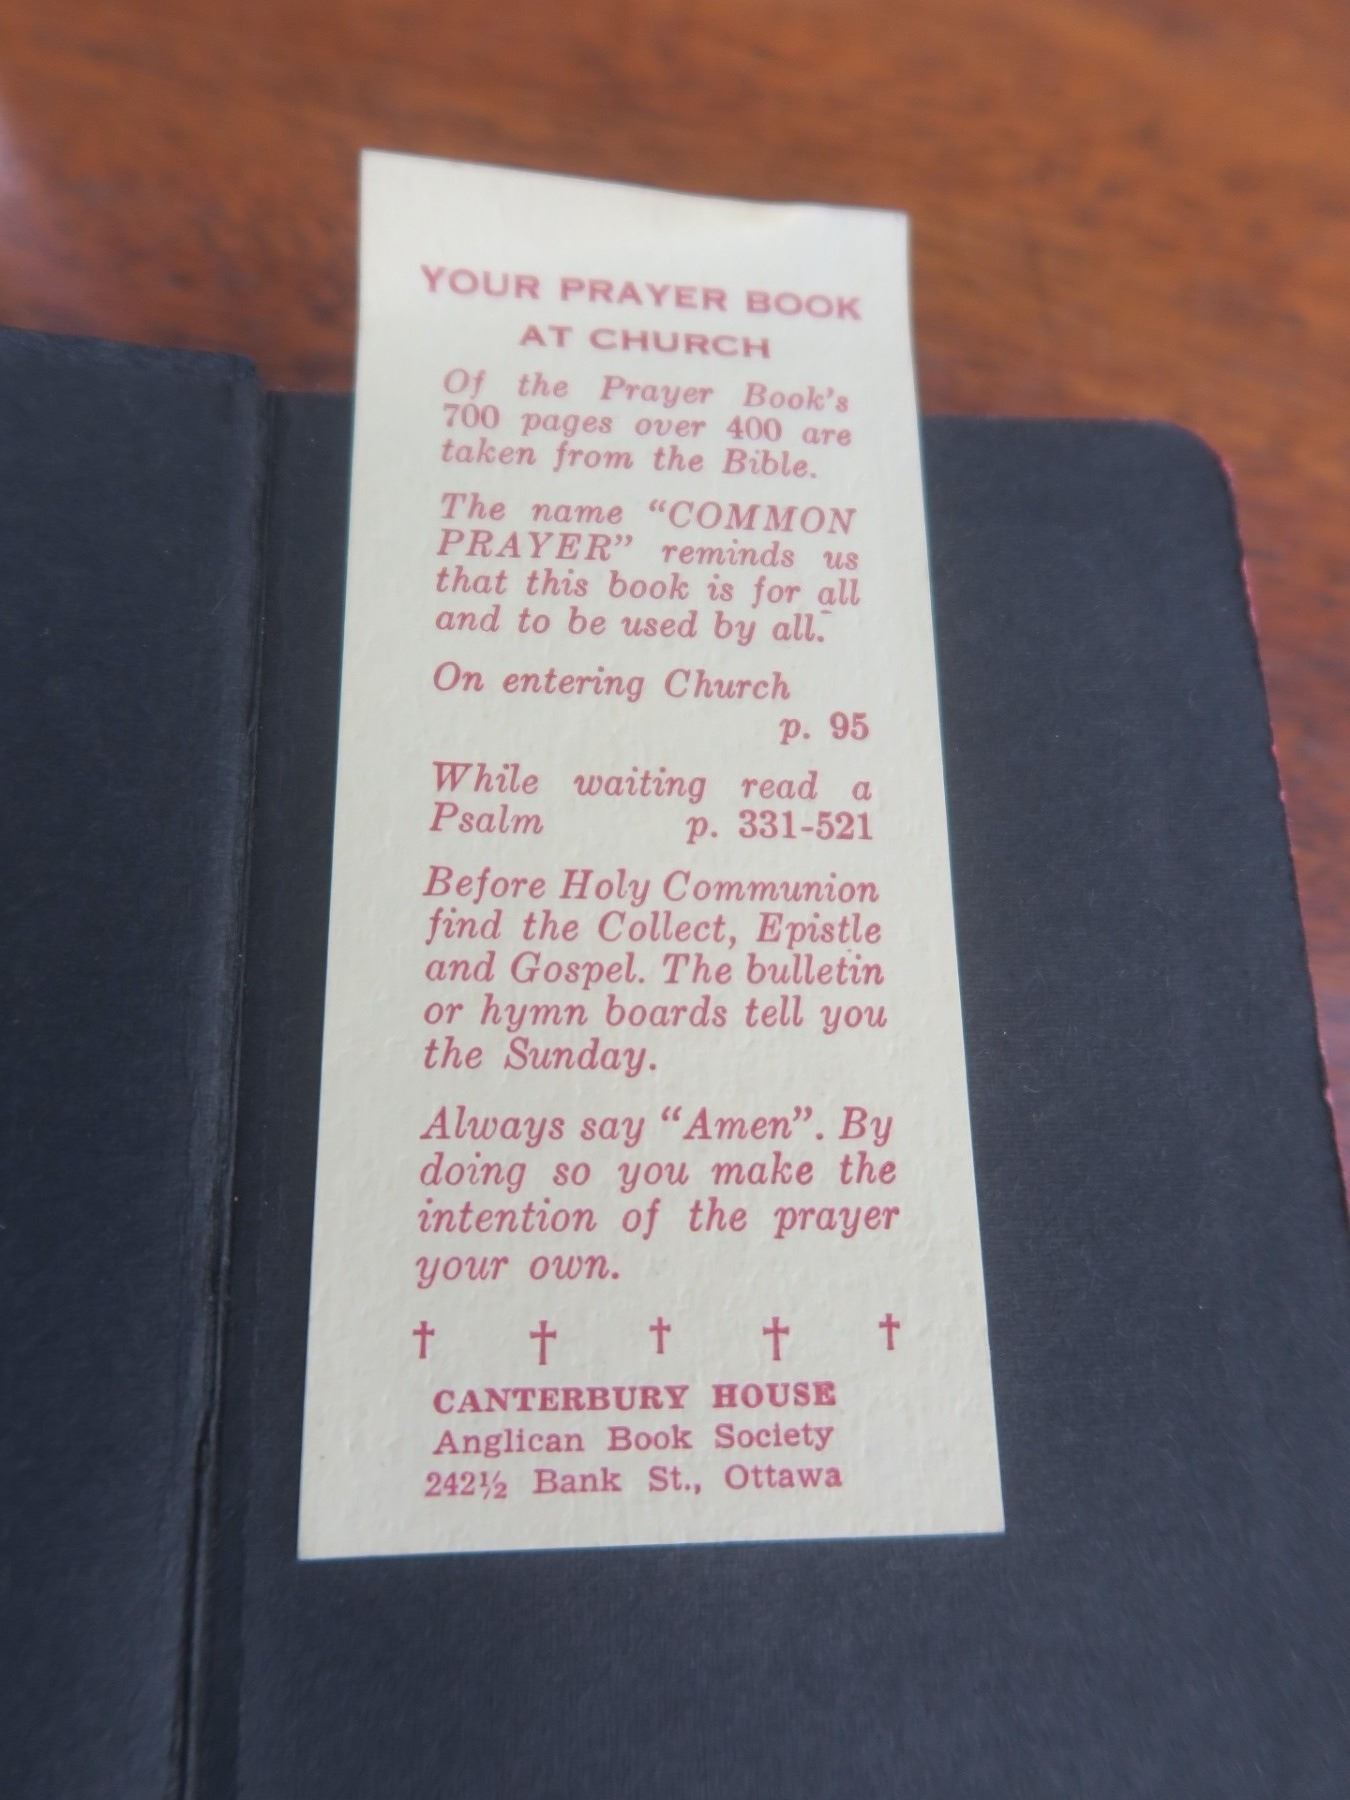 YOUR PRAYER BOOK
AT CHURCH
Of the Prayer Book's
700 pages over 400 are
taken from the Bible.
The name “COMMON
PRAYER” reminds us
that this book is for all
and to be used by all.
On entering Church
p. 95
While waiting read a
Psalm p. 331-521
Before Holy Communion
find the Collect, Epistle
and Gospel. The bulletin
or hymn boards tell you
the Sunday.
Always say “Amen”. By
doing so you make the
intention of the prayer
your own.
† † † † †
CANTERBURY HOUSE
Anglican Book Society
242½ Bank St., Ottawa